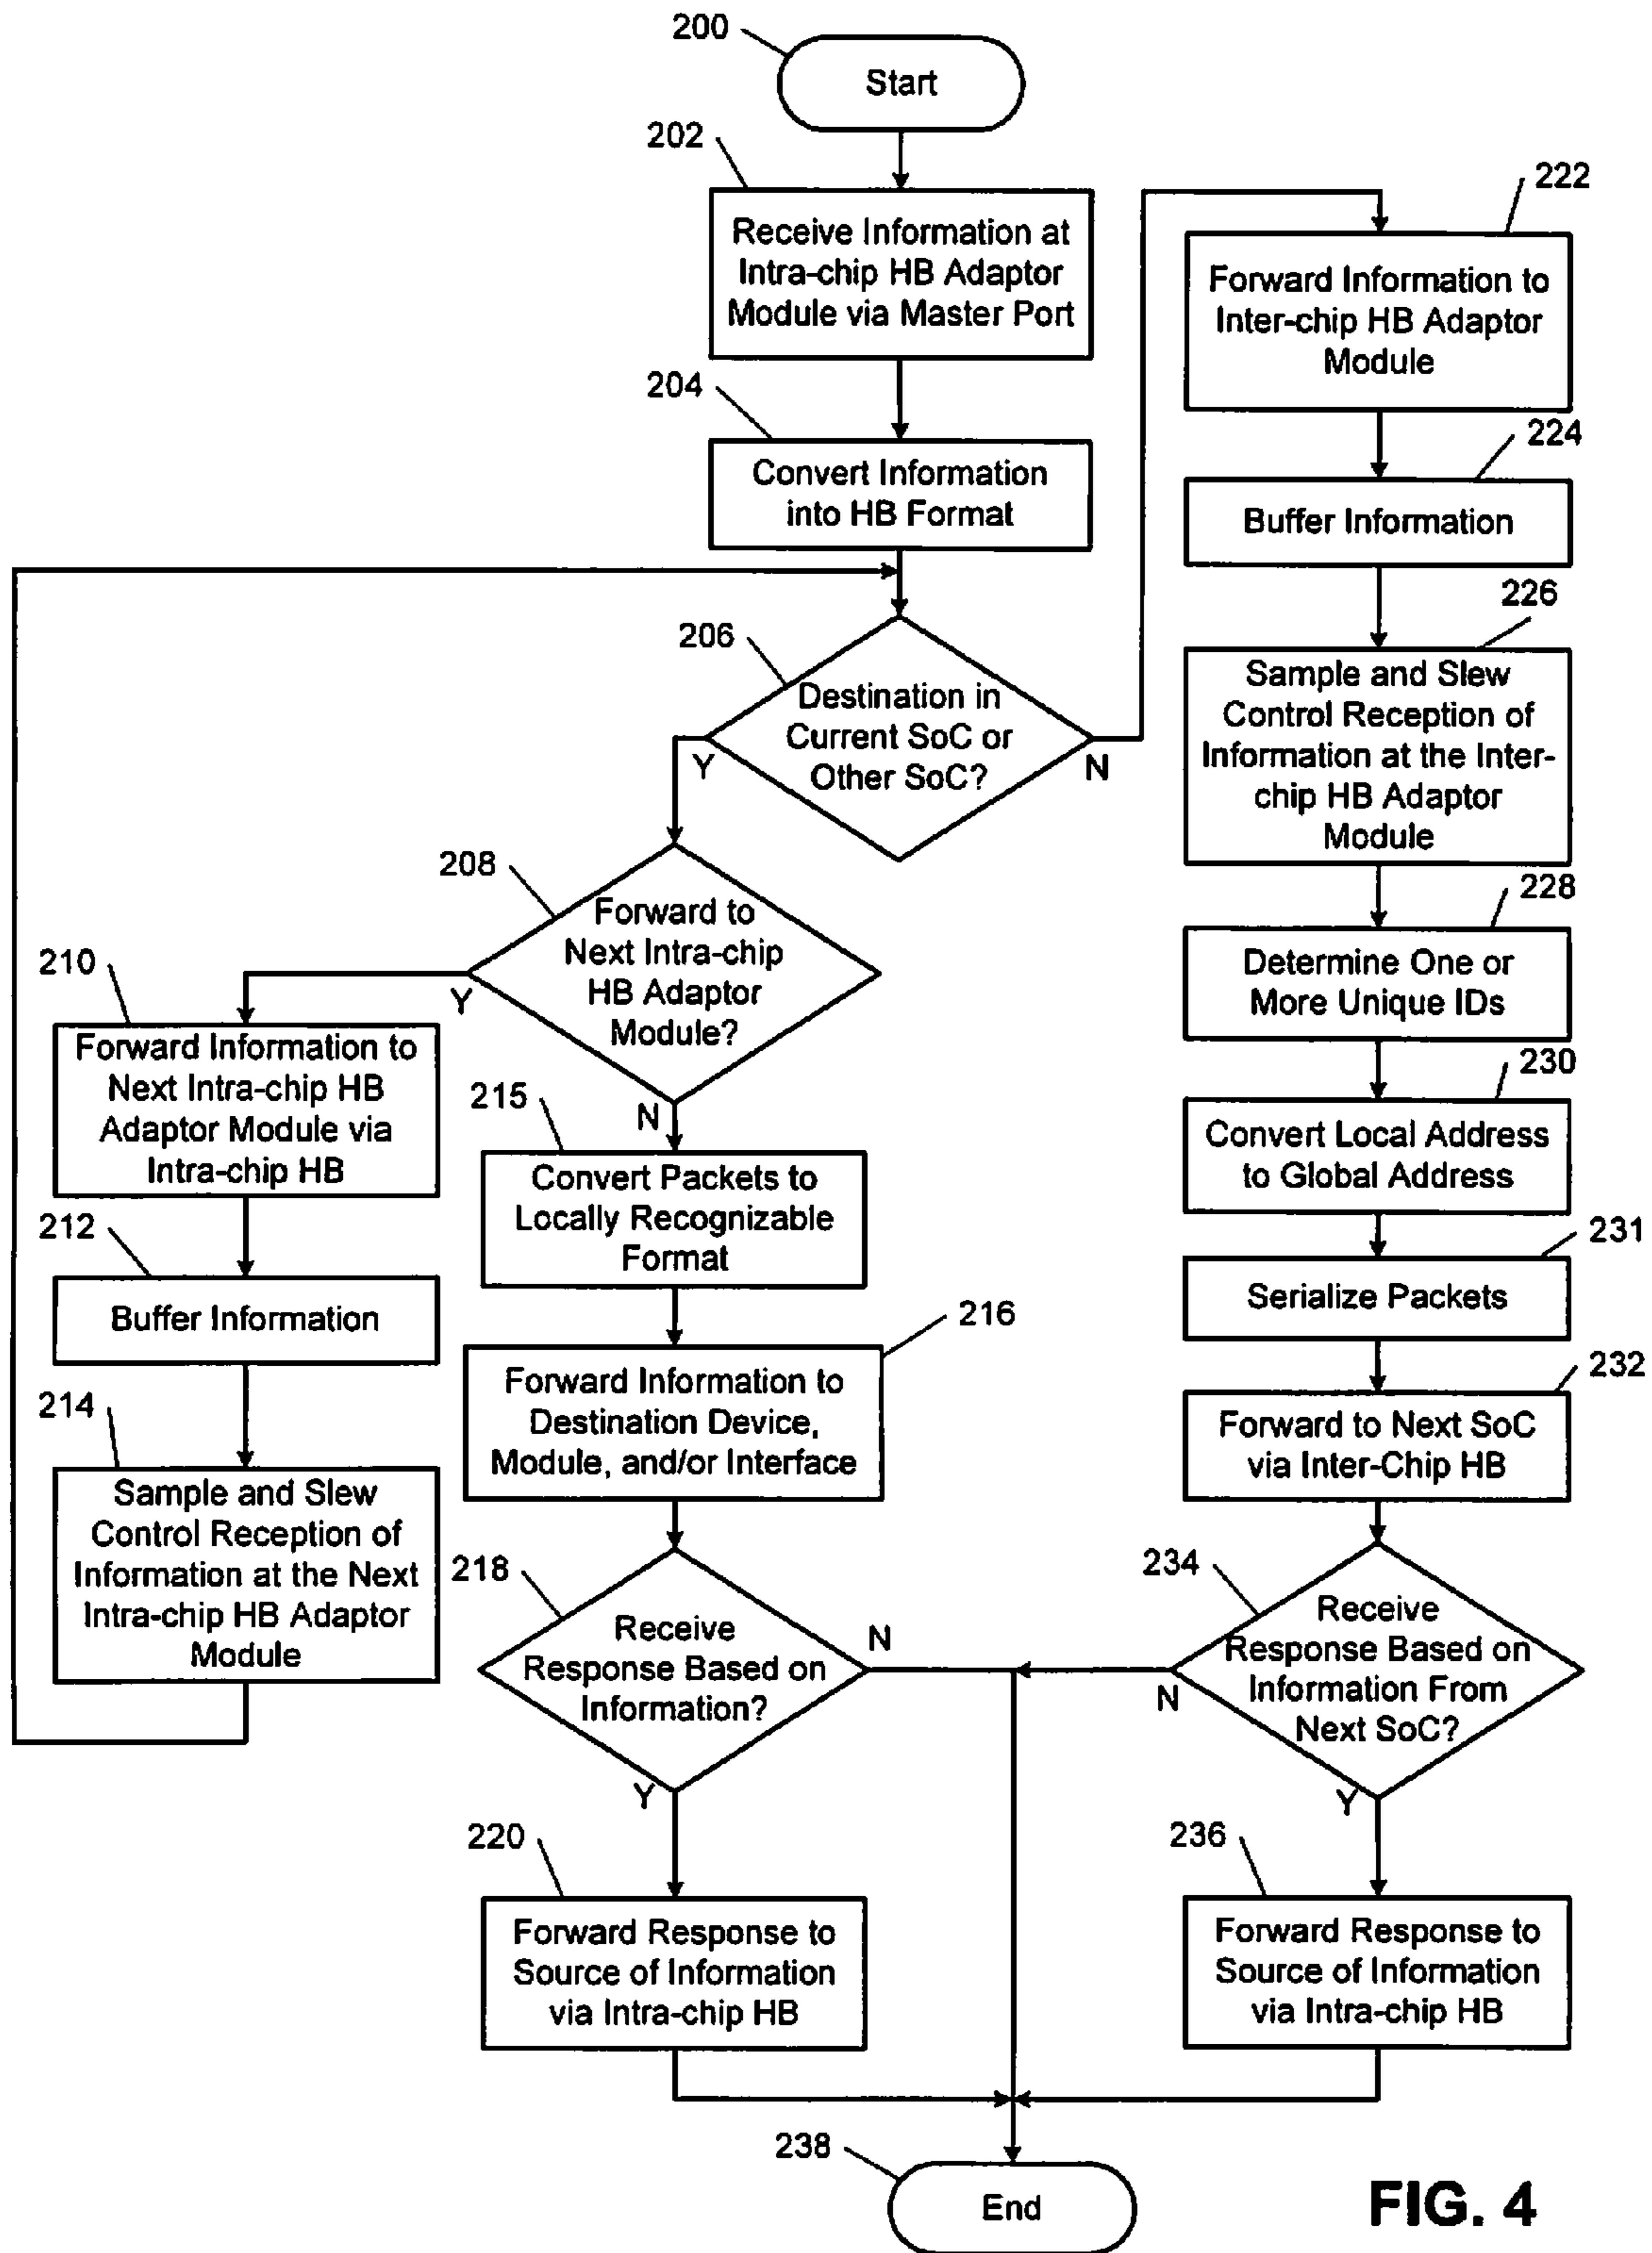 200
Start
202
Receive Information at
Intra-chip HB Adaptor
Module via Master Port
204
Convert Information
into HB Format
206
Destination in
Current SoC or
Other SoC?
Y
N
208
Forward to
Next Intra-chip
HB Adaptor
Module?
Y
N
210
Forward Information to
Next Intra-chip HB
Adaptor Module via
Intra-chip HB
212
Buffer Information
214
Sample and Slew
Control Reception of
Information at the Next
Intra-chip HB Adaptor
Module
215
Convert Packets to
Locally Recognizable
Format
216
Forward Information to
Destination Device,
Module, and/or Interface
218
Receive
Response Based on
Information?
N
Y
220
Forward Response to
Source of Information
via Intra-chip HB
222
Forward Information to
Inter-chip HB Adaptor
Module
224
Buffer Information
226
Sample and Slew
Control Reception of
Information at the Inter-
chip HB Adaptor
Module
228
Determine One or
More Unique IDs
230
Convert Local Address
to Global Address
231
Serialize Packets
232
Forward to Next SoC
via Inter-Chip HB
234
Receive
Response Based on
Information From
Next SoC?
N
Y
236
Forward Response to
Source of Information
via Intra-chip HB
238
End
FIG. 4